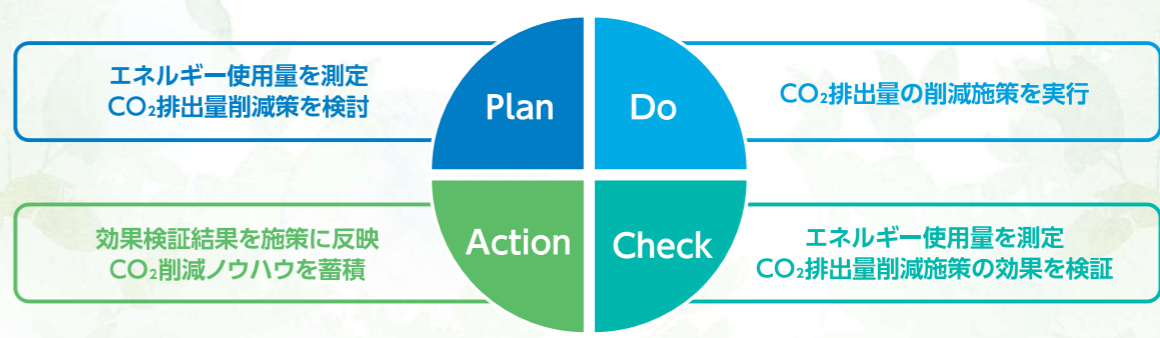 エネルギー使用量を測定
CO₂排出量削減策を検討
Plan
Do
CO₂排出量の削減施策を実行
効果検証結果を施策に反映
CO₂削減ノウハウを蓄積
Action
Check
エネルギー使用量を測定
CO₂排出量削減施策の効果を検証